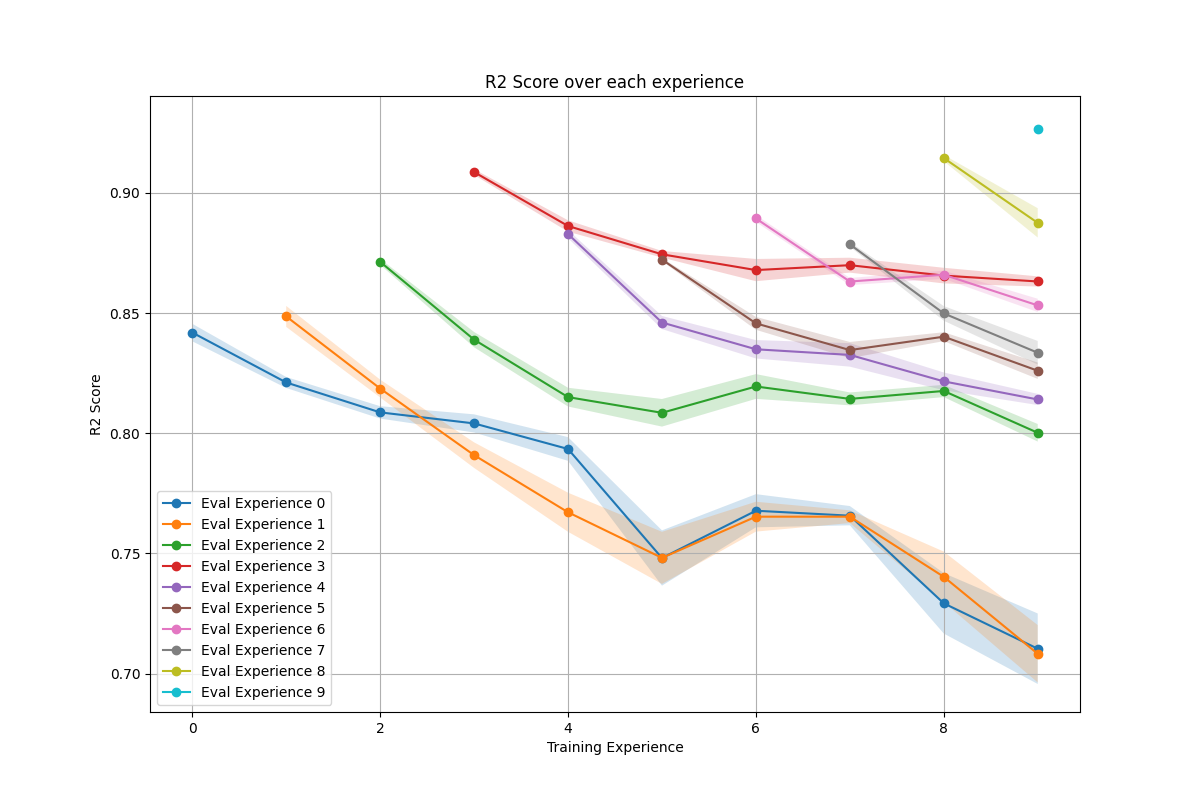 R2 Score over each experience
R2 Score
0.90
0.85
0.80
0.75
0.70
Eval Experience 0
Eval Experience 1
Eval Experience 2
Eval Experience 3
Eval Experience 4
Eval Experience 5
Eval Experience 6
Eval Experience 7
Eval Experience 8
Eval Experience 9
0 2 4 6 8
Training Experience